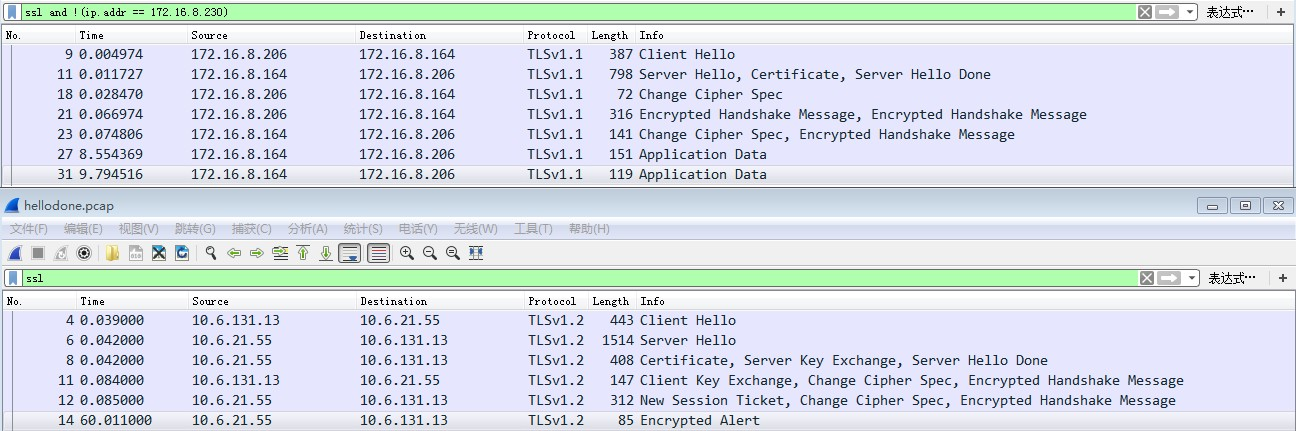 ssl and !(ip.addr == 172.16.8.230) 表达式… +
No. Time Source Destination Protocol Length Info
9 0.004974 172.16.8.206 172.16.8.164 TLSv1.1 387 Client Hello
11 0.011727 172.16.8.164 172.16.8.206 TLSv1.1 798 Server Hello, Certificate, Server Hello Done
18 0.028470 172.16.8.206 172.16.8.164 TLSv1.1 72 Change Cipher Spec
21 0.066974 172.16.8.206 172.16.8.164 TLSv1.1 316 Encrypted Handshake Message, Encrypted Handshake Message
23 0.074806 172.16.8.164 172.16.8.206 TLSv1.1 141 Change Cipher Spec, Encrypted Handshake Message
27 8.554369 172.16.8.164 172.16.8.206 TLSv1.1 151 Application Data
31 9.794516 172.16.8.164 172.16.8.206 TLSv1.1 119 Application Data
hellodone.pcap
文件(F) 编辑(E) 视图(V) 跳转(G) 捕获(C) 分析(A) 统计(S) 电话(Y) 无线(W) 工具(T) 帮助(H)
ssl 表达式… +
No. Time Source Destination Protocol Length Info
4 0.039000 10.6.131.13 10.6.21.55 TLSv1.2 443 Client Hello
6 0.042000 10.6.21.55 10.6.131.13 TLSv1.2 1514 Server Hello
8 0.042000 10.6.21.55 10.6.131.13 TLSv1.2 408 Certificate, Server Key Exchange, Server Hello Done
11 0.084000 10.6.131.13 10.6.21.55 TLSv1.2 147 Client Key Exchange, Change Cipher Spec, Encrypted Handshake Message
12 0.085000 10.6.21.55 10.6.131.13 TLSv1.2 312 New Session Ticket, Change Cipher Spec, Encrypted Handshake Message
14 60.011000 10.6.21.55 10.6.131.13 TLSv1.2 85 Encrypted Alert